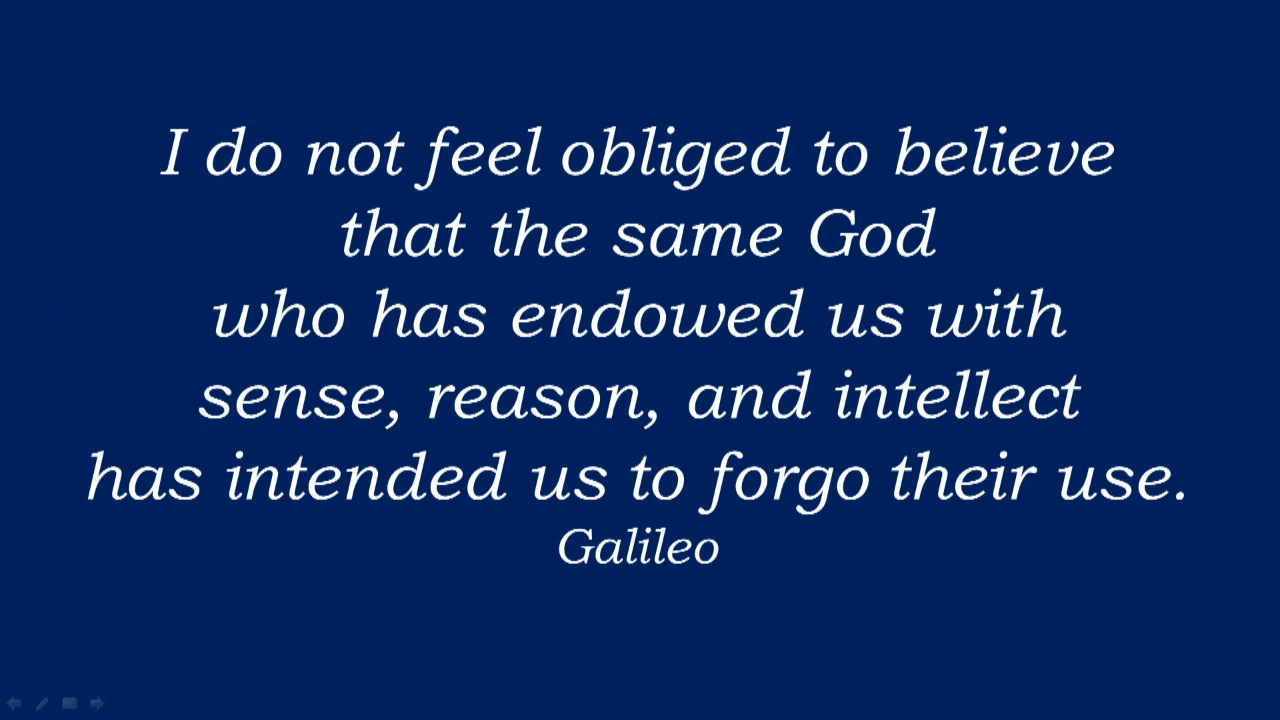 I do not feel obliged to believe
that the same God
who has endowed us with
sense, reason, and intellect
has intended us to forgo their use.
Galileo